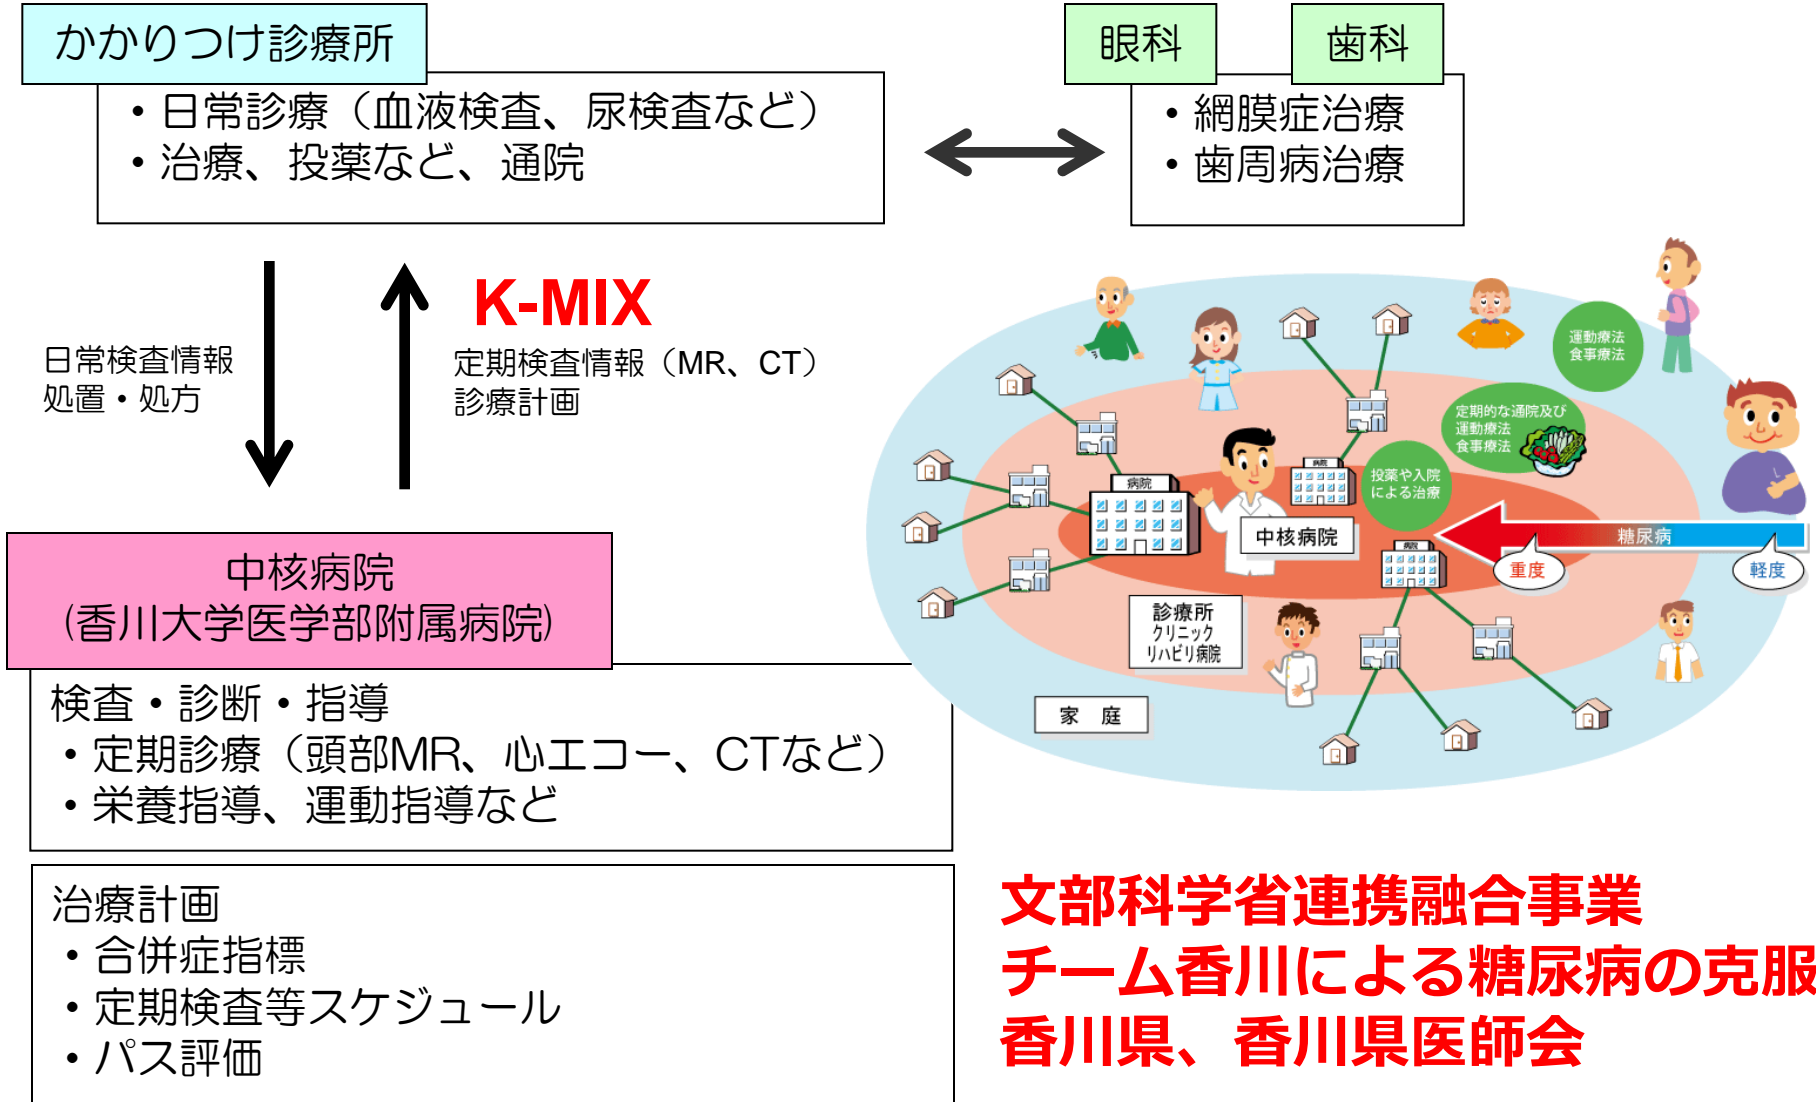 かかりつけ診療所
・日常診療（血液検査、尿検査など）
・治療、投薬など、通院
眼科
歯科
・網膜症治療
・歯周病治療
日常検査情報
処置・処方
K-MIX
定期検査情報（MR、CT）
診療計画
中核病院
(香川大学医学部附属病院)
検査・診断・指導
・定期診療（頭部MR、心エコー、CTなど）
・栄養指導、運動指導など
治療計画
・合併症指標
・定期検査等スケジュール
・パス評価
運動療法
食事療法
定期的な通院及び
運動療法
食事療法
投薬や入院
による治療
病院
病院
病院
中核病院
糖尿病
重度
軽度
診療所
クリニック
リハビリ病院
家 庭
文部科学省連携融合事業
チーム香川による糖尿病の克服
香川県、香川県医師会